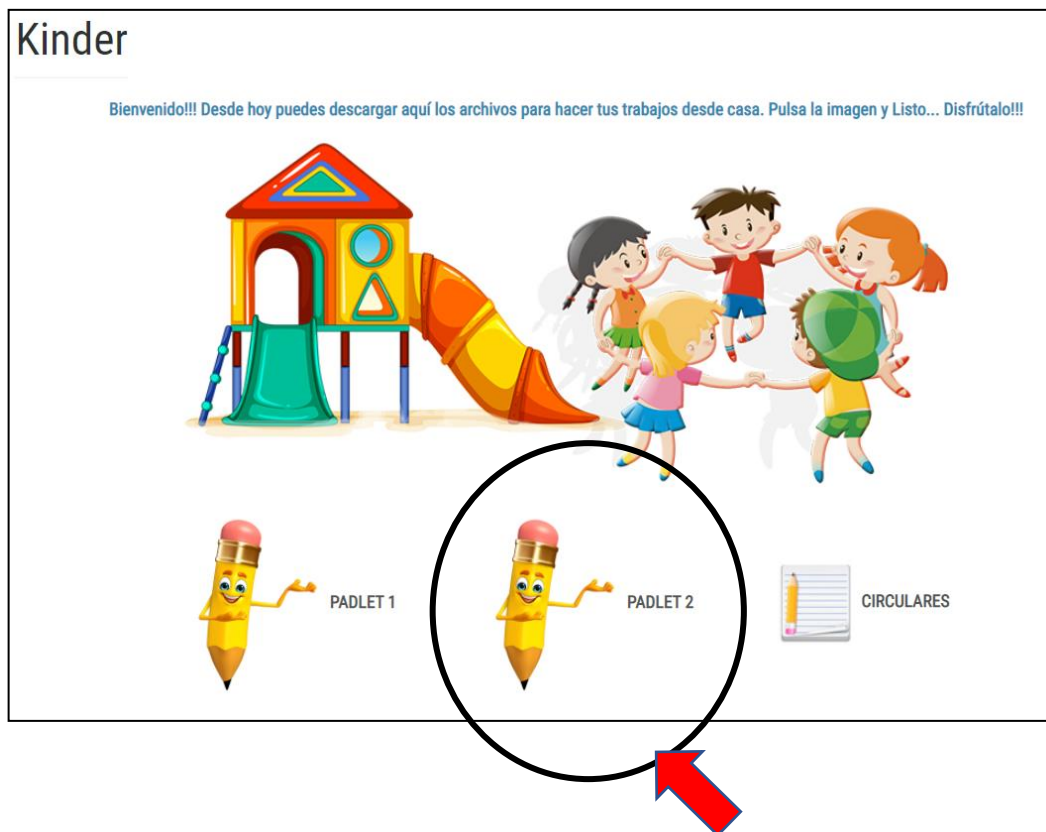 Kinder
Bienvenido!!! Desde hoy puedes descargar aquí los archivos para hacer tus trabajos desde casa. Pulsa la imagen y Listo... Disfrútalo!!!
PADLET 1
PADLET 2
CIRCULARES